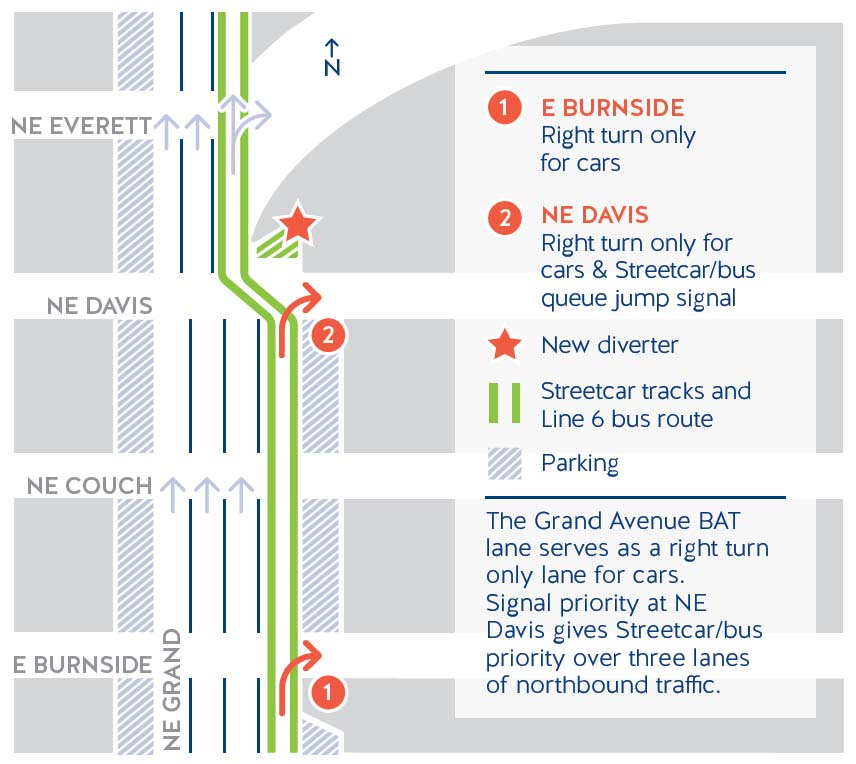 N
NE EVERETT
NE DAVIS
2
NE COUCH
NE GRAND
E BURNSIDE
1
1 E BURNSIDE
Right turn only
for cars
2 NE DAVIS
Right turn only for
cars & Streetcar/bus
queue jump signal
New diverter
Streetcar tracks and
Line 6 bus route
Parking
The Grand Avenue BAT
lane serves as a right turn
only lane for cars.
Signal priority at NE
Davis gives Streetcar/bus
priority over three lanes
of northbound traffic.